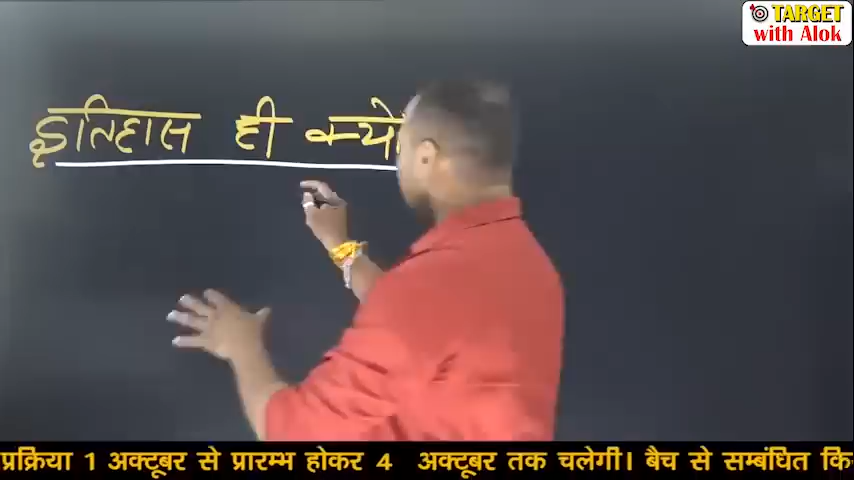 TARGET
with Alok
इतिहास ही क्यो
प्रक्रिया 1 अक्टूबर से प्रारम्भ होकर 4 अक्टूबर तक चलेगी। बैच से सम्बंधित